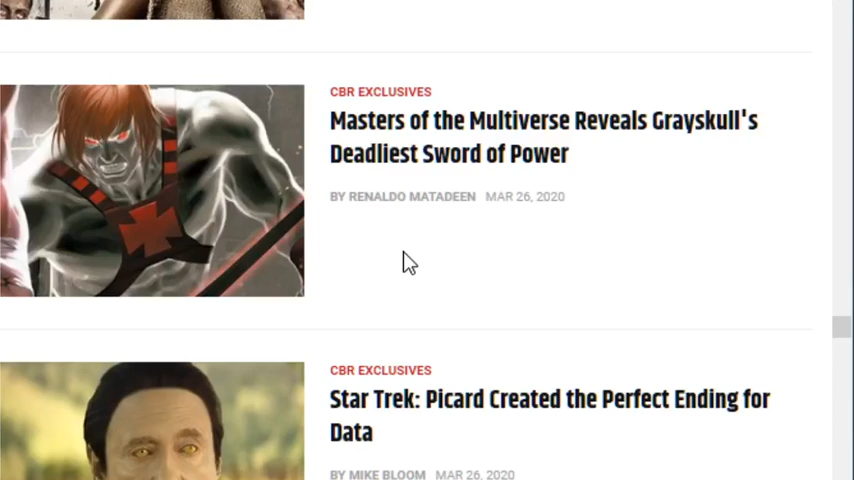 CBR EXCLUSIVES
Masters of the Multiverse Reveals Grayskull's
Deadliest Sword of Power
BY RENALDO MATADEEN MAR 26, 2020
CBR EXCLUSIVES
Star Trek: Picard Created the Perfect Ending for
Data
BY MIKE BLOOM MAR 26, 2020